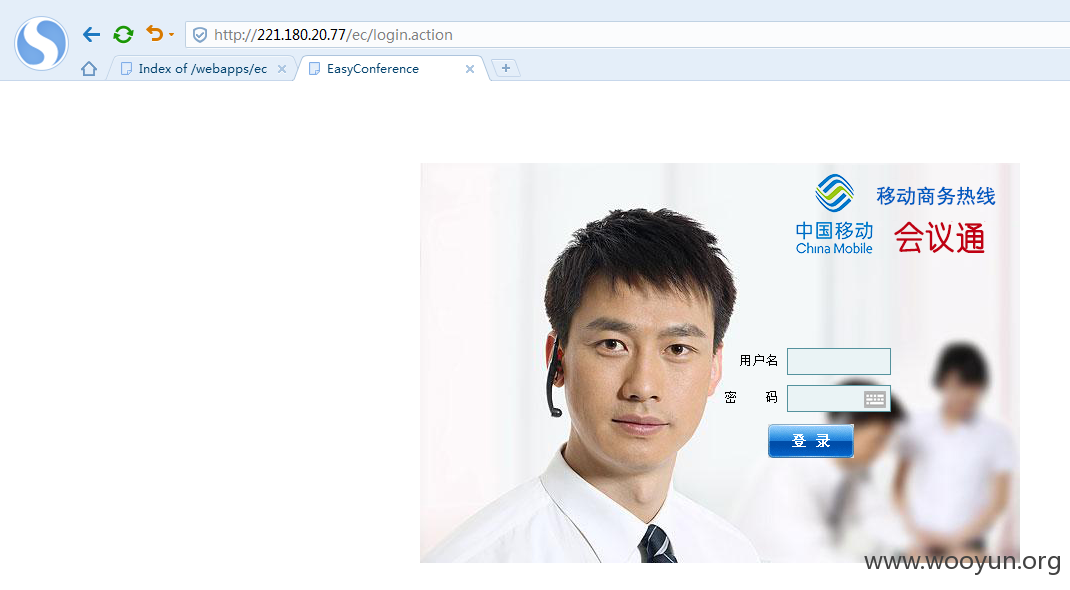 http://221.180.20.77/ec/login.action
Index of /webapps/ec
EasyConference
移动商务热线
中国移动
China Mobile
会议通
用户名
密 码
登 录
www.wooyun.org